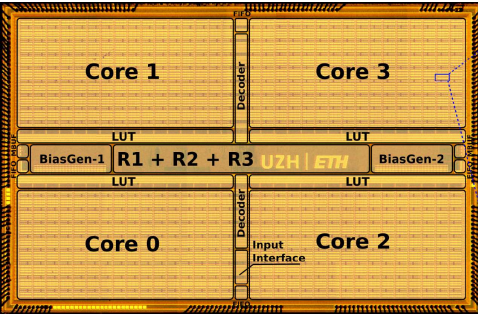 FIFO
Core 1
Core 3
Decoder
LUT
LUT
BiasGen-1
R1 + R2 + R3
UZH | ETH
BiasGen-2
LUT
LUT
Decoder
Core 0
Core 2
Input
Interface
FIFO